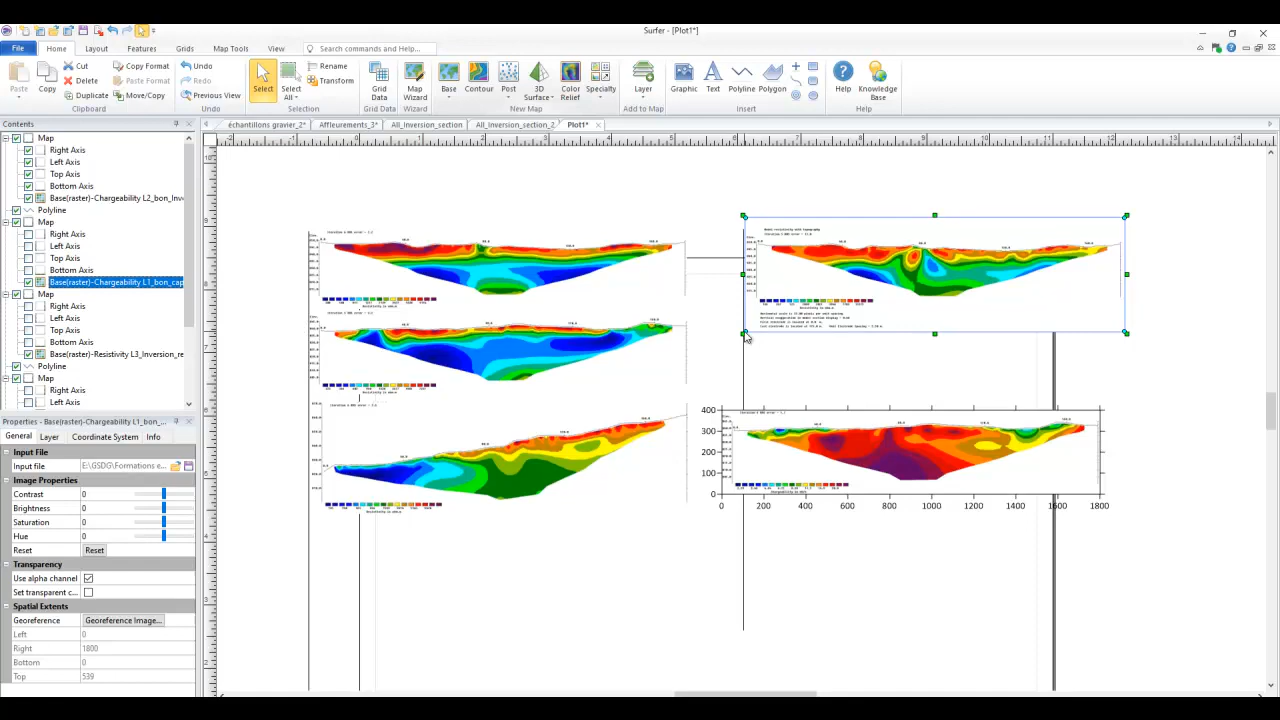 Surfer - [Plot1*]
File Home Layout Features Grids Map Tools View Search commands and Help...
Paste Copy Cut Delete Duplicate Copy Format Paste Format Move/Copy
Clipboard
Undo Redo Previous View
Undo
Select Select All Rename Transform
Selection
Grid Data
Grid Data
Map Wizard
Wizard
Base Contour Post 3D Surface Color Relief Specialty
New Map
Layer
Add to Map
Graphic Text Polyline Polygon
Insert
Help Knowledge Base
Help
Contents
échantillons gravier_2* Affleurements_3* All_Inversion_section All_Inversion_section_2 Plot1*
Map
Right Axis
Left Axis
Top Axis
Bottom Axis
Base(raster)-Chargeability L2_bon_Inv
Polyline
Map
Right Axis
Left Axis
Top Axis
Bottom Axis
Base(raster)-Chargeability L1_bon_cap
Map
Right Axis
Left Axis
Top Axis
Bottom Axis
Base(raster)-Resistivity L3_Inversion_re
Polyline
Map
Right Axis
Left Axis
Properties - Base(raster)-Chargeability L1_bon_...
General Layer Coordinate System Info
Input File
Input file E:\GSDG\Formations e...
Image Properties
Contrast
Brightness
Saturation
Hue 0
Reset Reset
Transparency
Use alpha channel
Set transparent c...
Spatial Extents
Georeference Georeference Image...
Left 0
Right 1800
Bottom 0
Top 539
Model resistivity with topography
400
300
200
100
0
0 200 400 600 800 1000 1200 1400 1600 1800